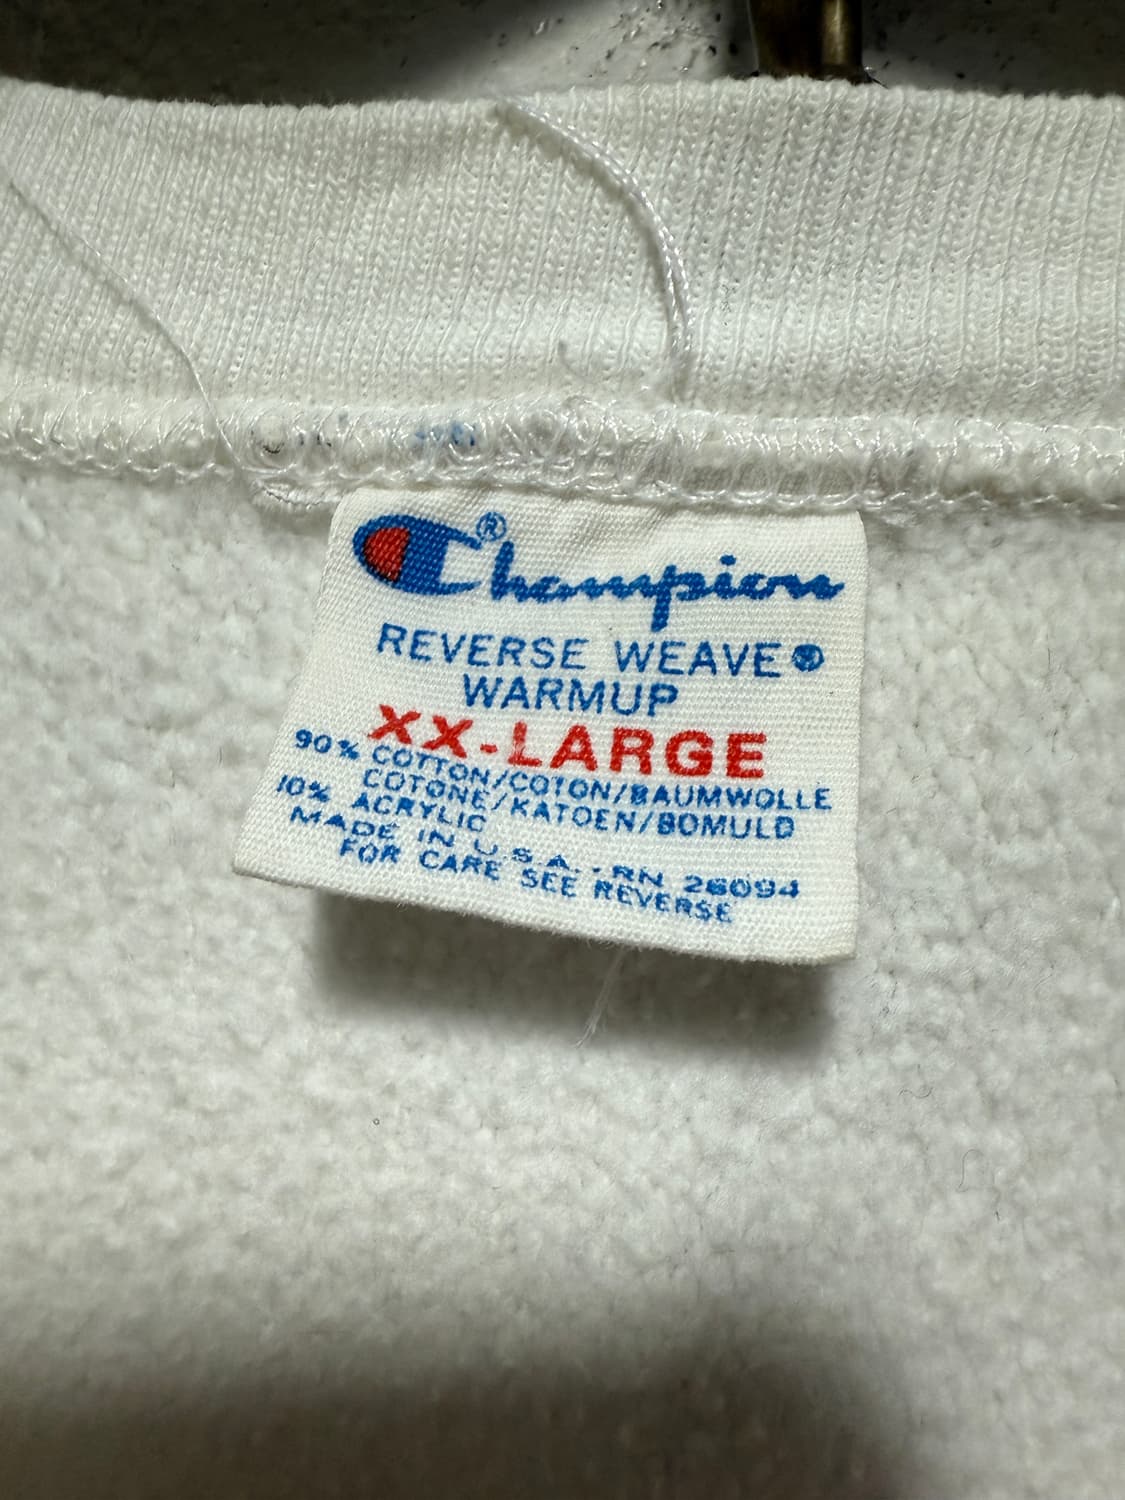 Champion®
REVERSE WEAVE®
WARMUP
XX-LARGE
90% COTTON/COTON/BAUMWOLLE
COTONE/KATOEN/BOMULD
10% ACRYLIC
MADE IN U.S.A. - RN 26094
FOR CARE SEE REVERSE